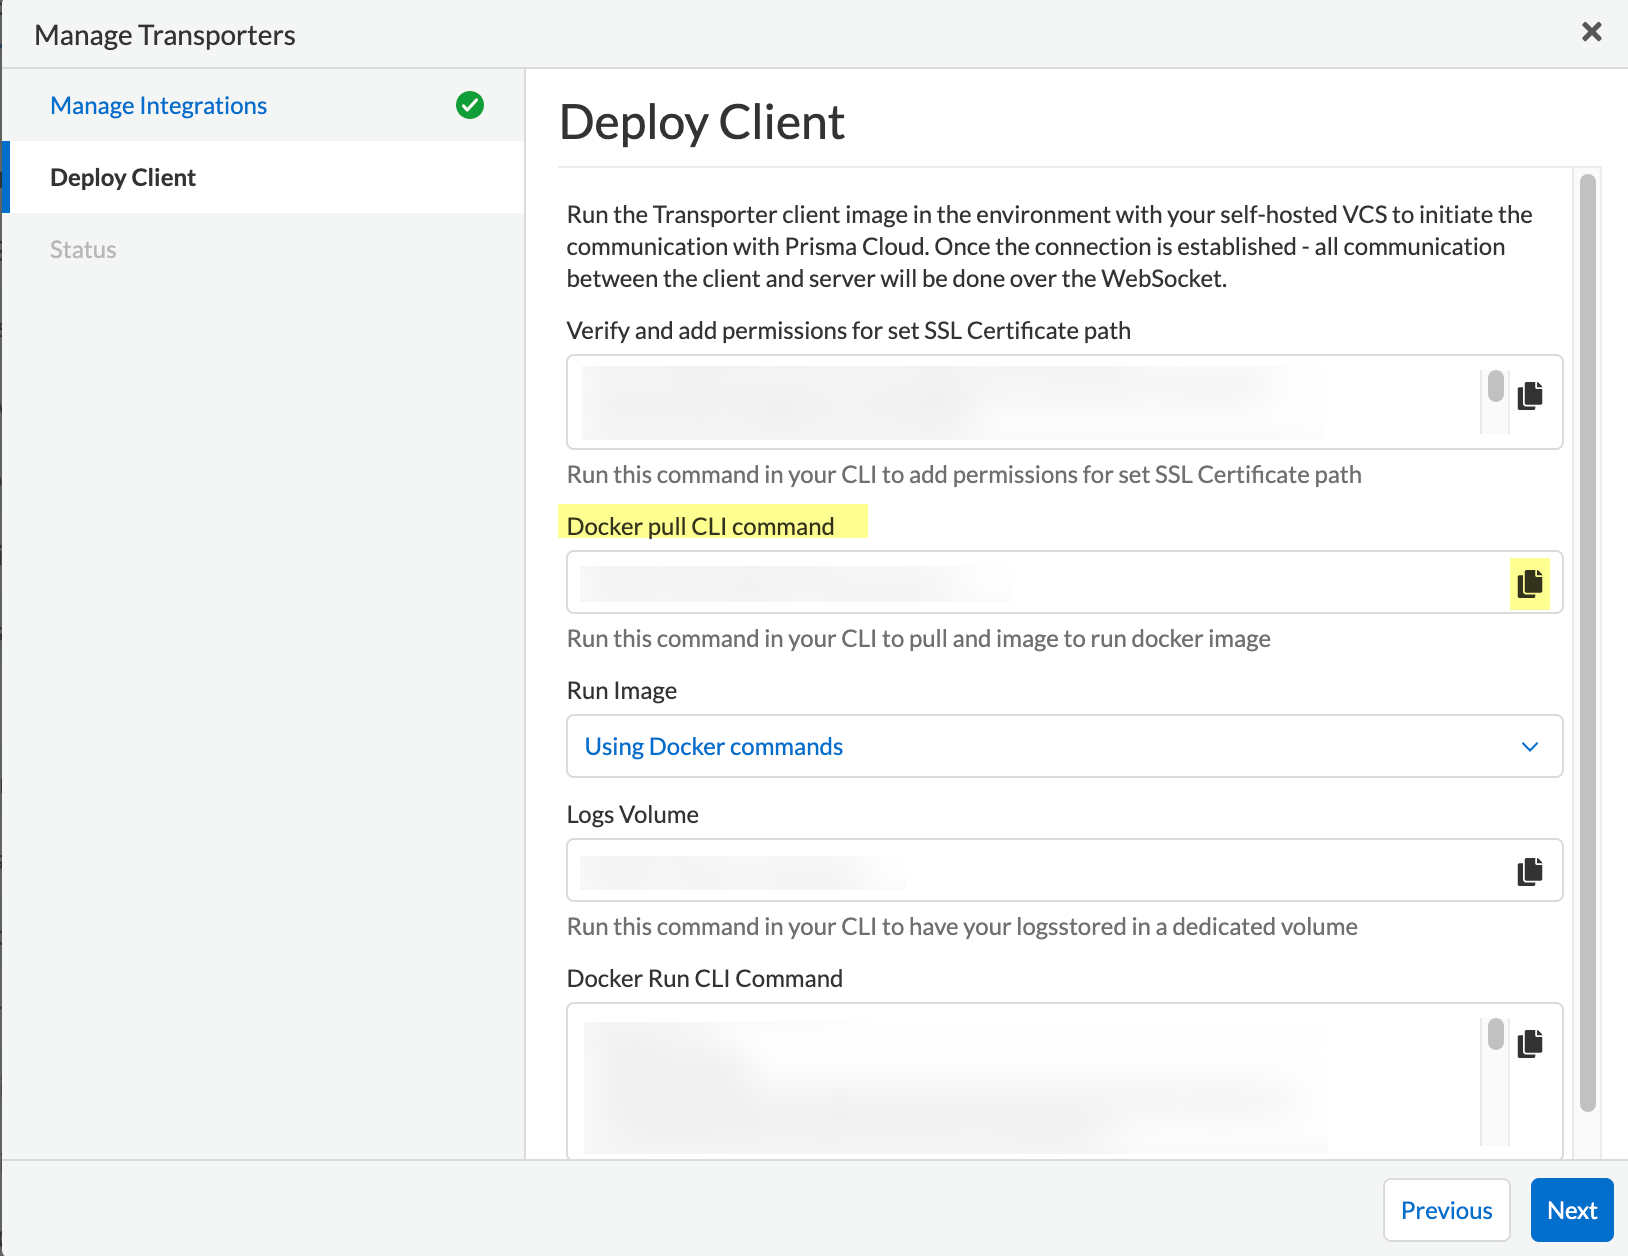 Manage Transporters
Manage Integrations
Deploy Client
Status
Deploy Client
Run the Transporter client image in the environment with your self-hosted VCS to initiate the
communication with Prisma Cloud. Once the connection is established - all communication
between the client and server will be done over the WebSocket.
Verify and add permissions for set SSL Certificate path
Run this command in your CLI to add permissions for set SSL Certificate path
Docker pull CLI command
Run this command in your CLI to pull and image to run docker image
Run Image
Using Docker commands
Logs Volume
Run this command in your CLI to have your logsstored in a dedicated volume
Docker Run CLI Command
Previous
Next